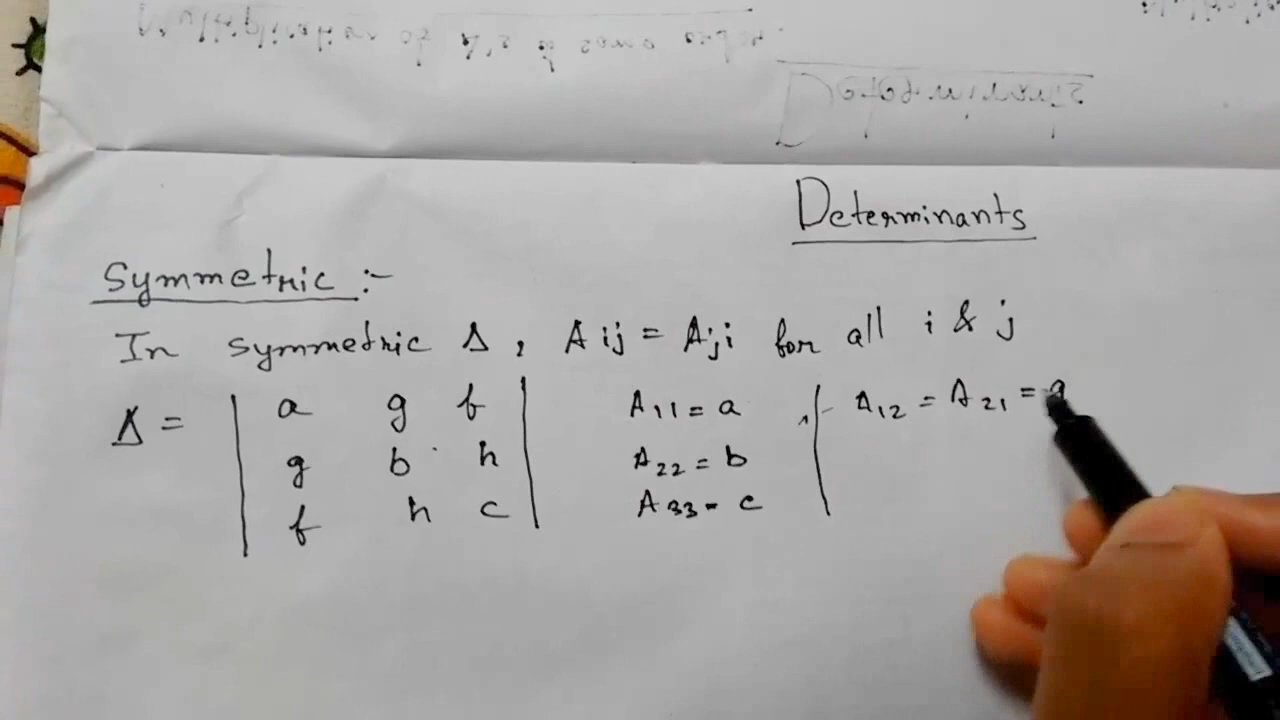 Determinants
Symmetric :-
In symmetric Δ, Aij = Aji for all i & j
Δ = | a g f | A11 = a , | A12 = A21 = g
| g b h | A22 = b
| f h c | A33 = c